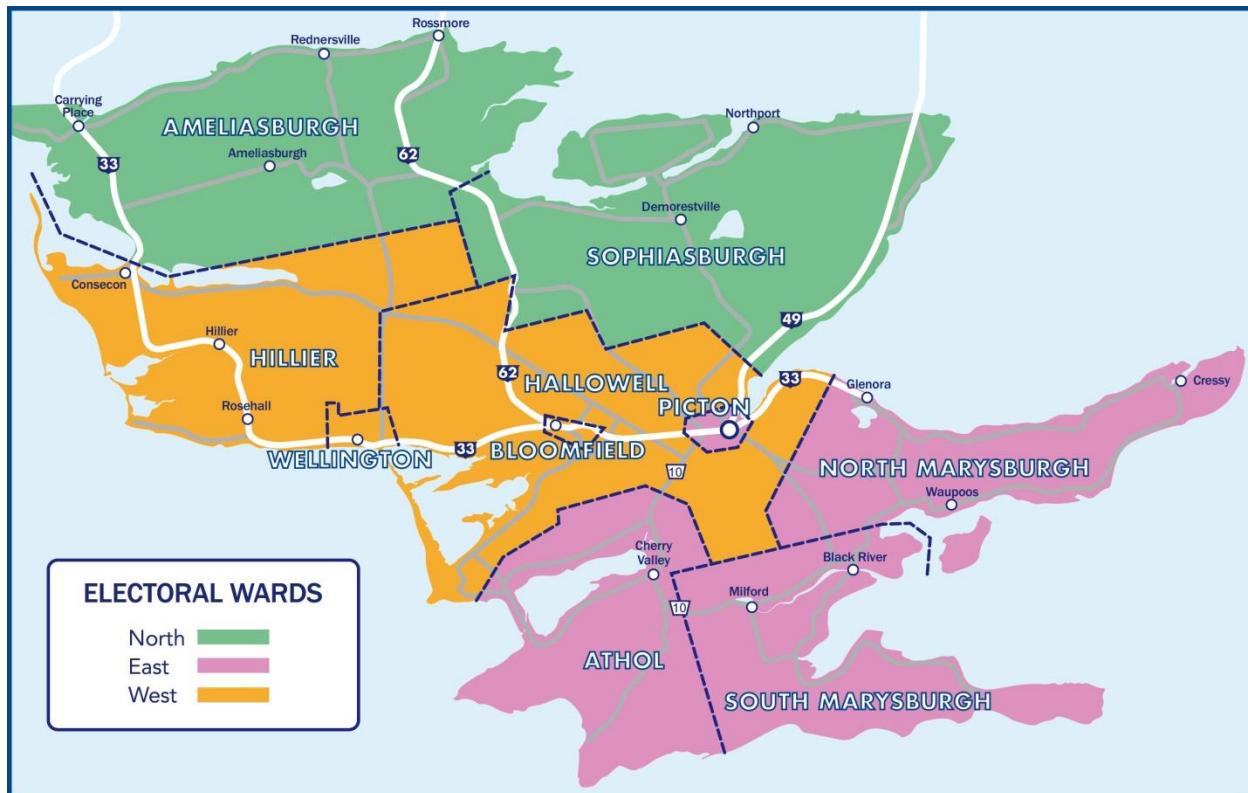 Rossmore
Rednersville
Carrying
Place
AMELIASBURGH
Northport
33
Ameliasburgh
62
Demorestville
SOPHIASBURGH
Consecon
49
Hillier
HILLIER
62
HALLOWELL
33
Glenora
Cressy
PICTON
Rosehall
WELLINGTON
33
BLOOMFIELD
10
NORTH MARYSBURGH
Waupoos
Cherry
Valley
Black River
Milford
10
ATHOL
SOUTH MARYSBURGH
ELECTORAL WARDS
North
East
West